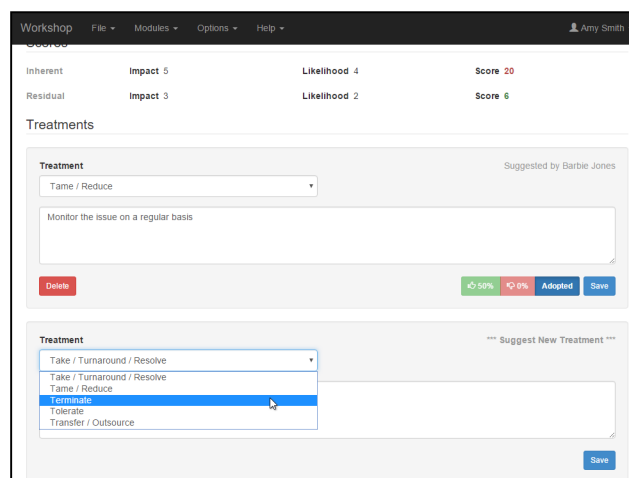 Workshop File Modules Options Help Amy Smith
Scores
Inherent Impact 5 Likelihood 4 Score 20
Residual Impact 3 Likelihood 2 Score 6
Treatments
Treatment Suggested by Barbie Jones
Tame / Reduce
Monitor the issue on a regular basis
Delete 50% 0% Adopted Save
Treatment *** Suggest New Treatment ***
Take / Turnaround / Resolve
Take / Turnaround / Resolve
Tame / Reduce
Terminate
Tolerate
Transfer / Outsource
Save